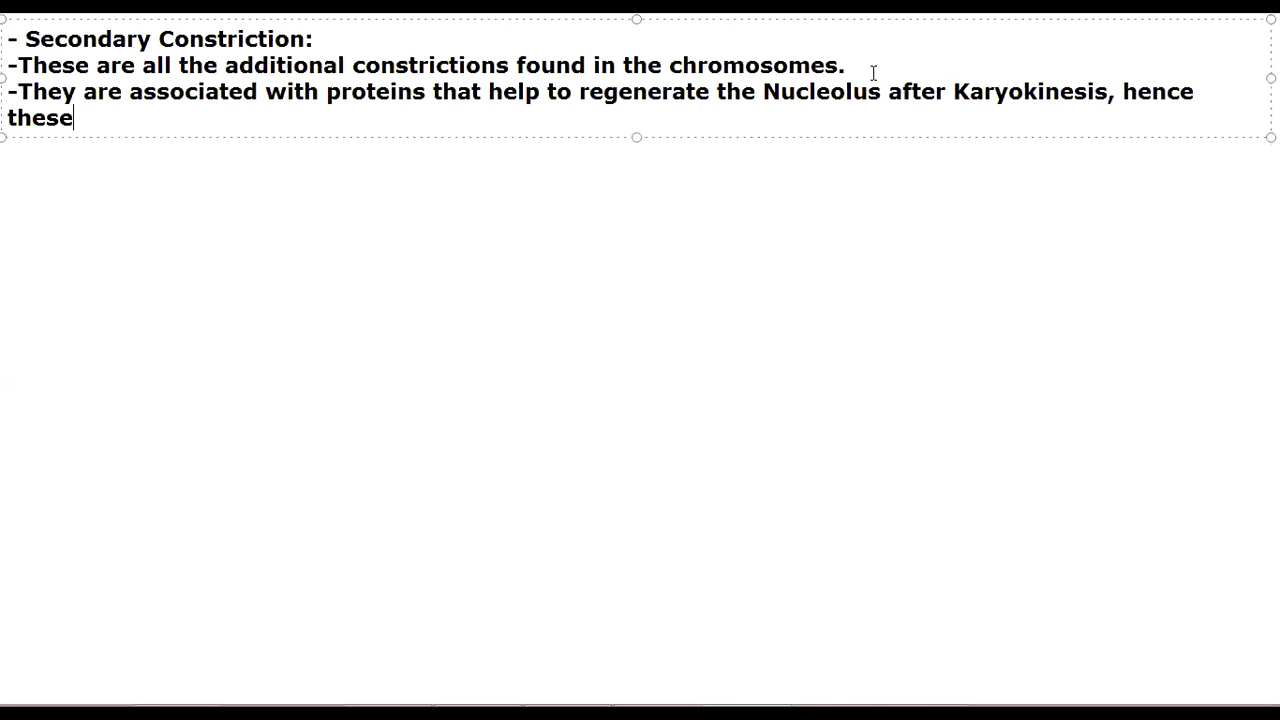 - Secondary Constriction:
-These are all the additional constrictions found in the chromosomes.
-They are associated with proteins that help to regenerate the Nucleolus after Karyokinesis, hence
these